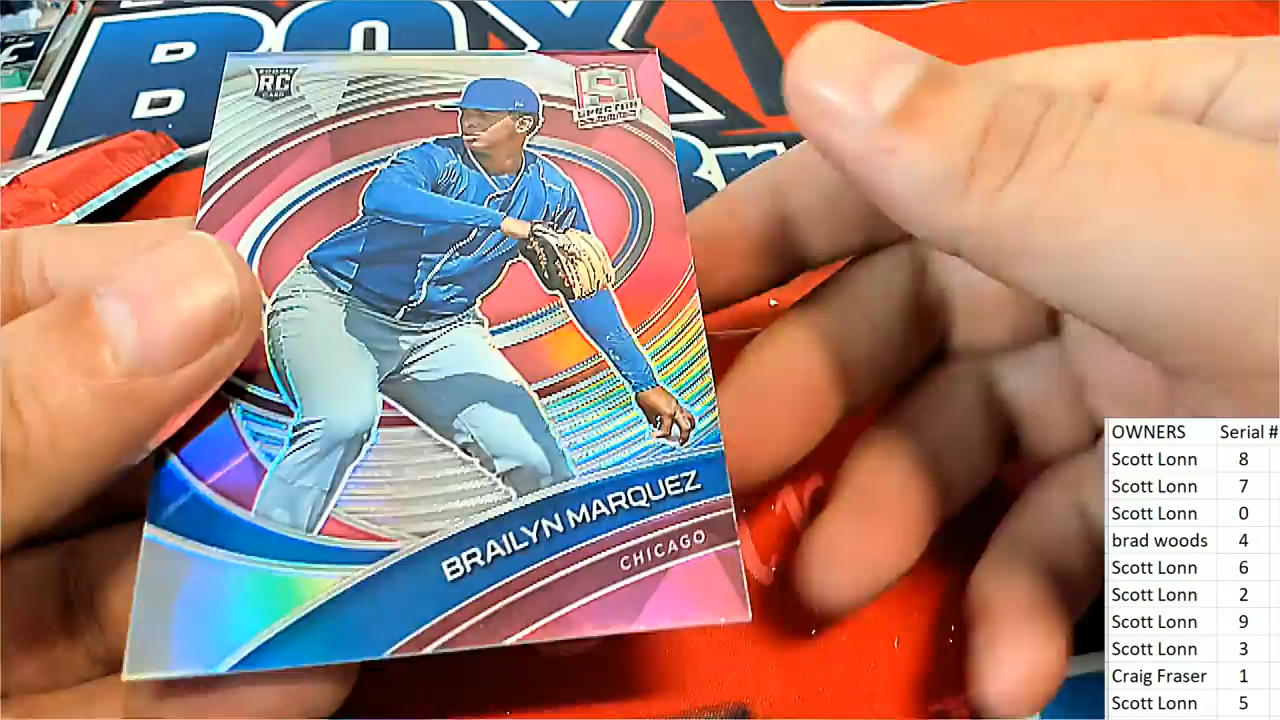 BOX
ROOKIE
RC
CARD
S
SPECTRA
BRAILYN MARQUEZ
CHICAGO
OWNERS Serial #
Scott Lonn 8
Scott Lonn 7
Scott Lonn 0
brad woods 4
Scott Lonn 6
Scott Lonn 2
Scott Lonn 9
Scott Lonn 3
Craig Fraser 1
Scott Lonn 5